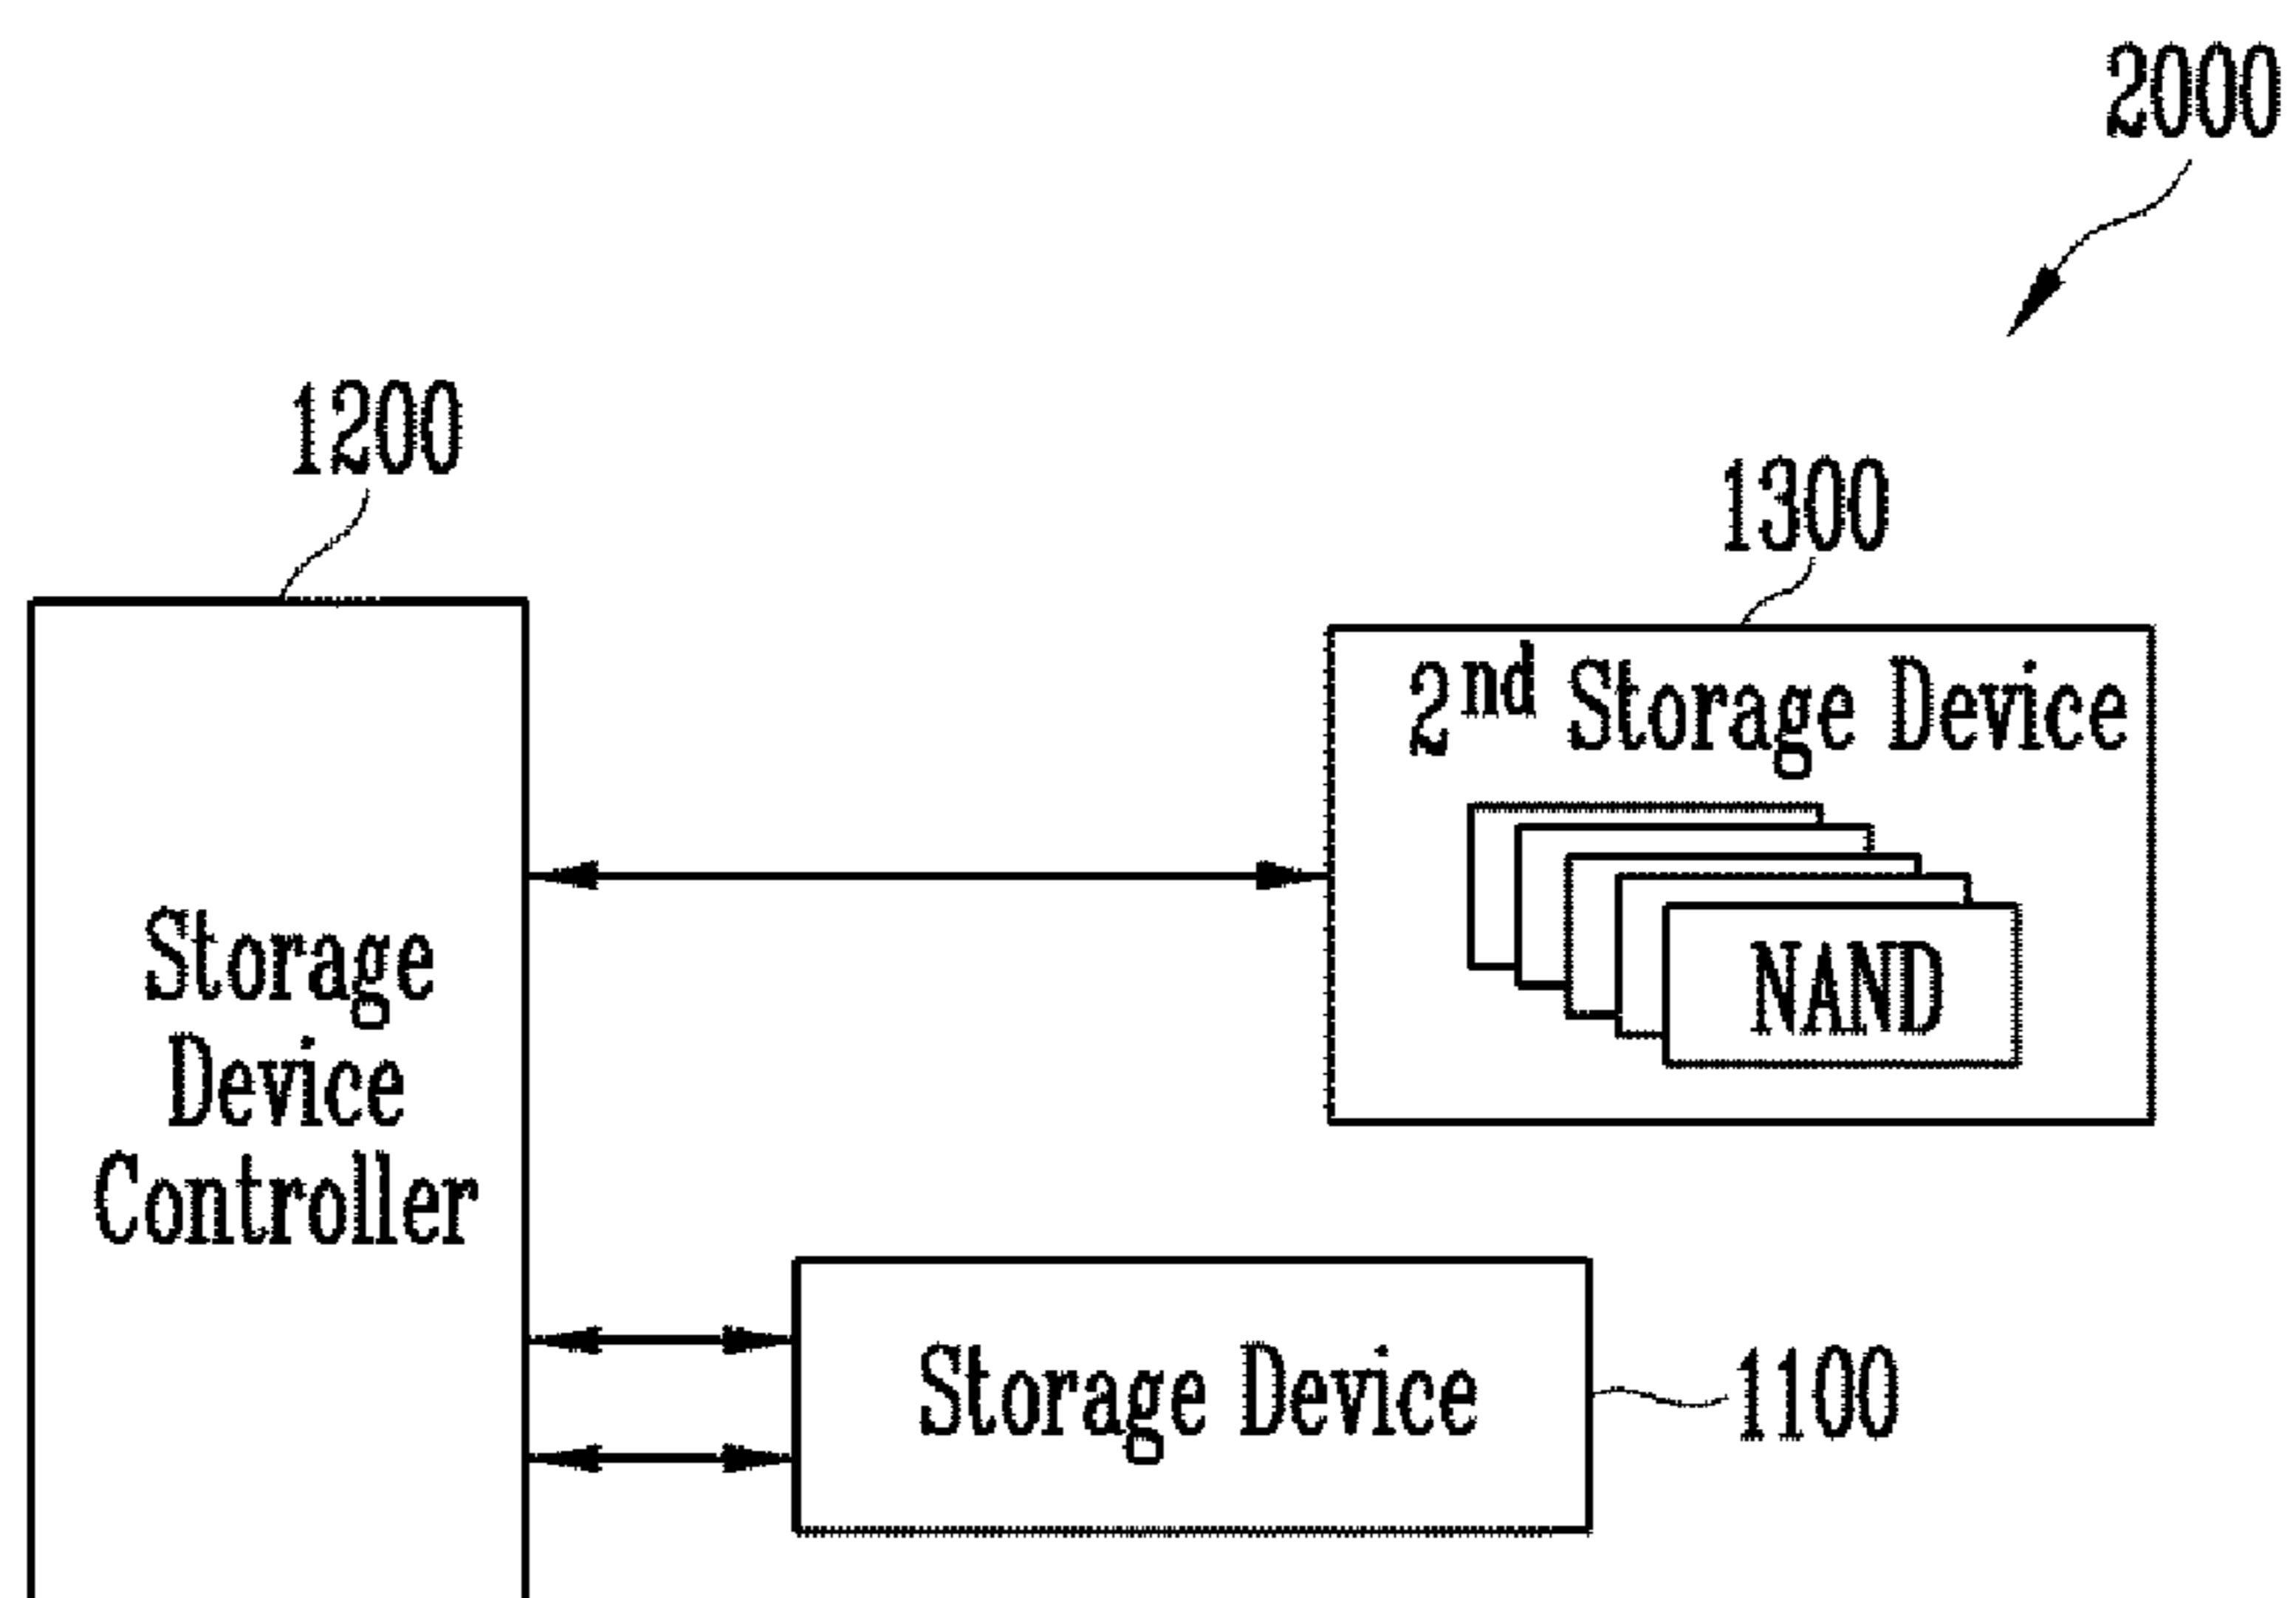 2000
1200
1300
2nd Storage Device
NAND
Storage
Device
Controller
Storage Device
1100